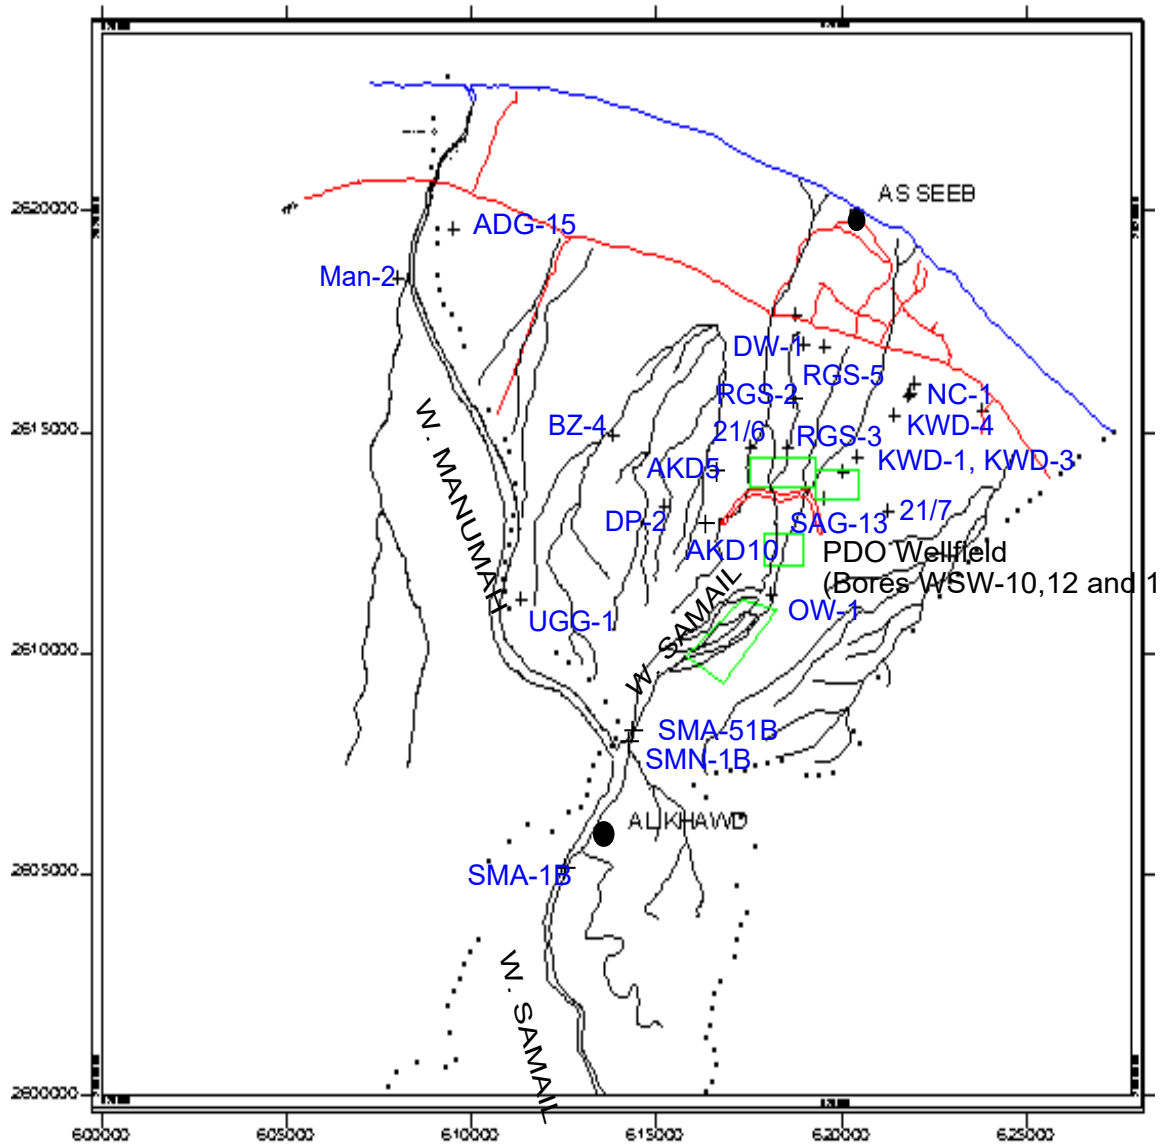 AS SEEB
2620000
ADG-15
Man-2
DW-1
RGS-5
RGS-2
NC-1
BZ-4
21/6
RGS-3
KWD-4
2615000
W. MANUMAH
AKD5
KWD-1, KWD-3
DP-2
SAG-13
21/7
AKD10
PDO Wellfield
(Bores WSW-10,12 and 1
UGG-1
W. SAMAIL
OW-1
2610000
SMA-51B
SMN-1B
AL KHAWD
2605000
SMA-1B
W. SAMAIL
2600000
600000
605000
610000
615000
620000
625000